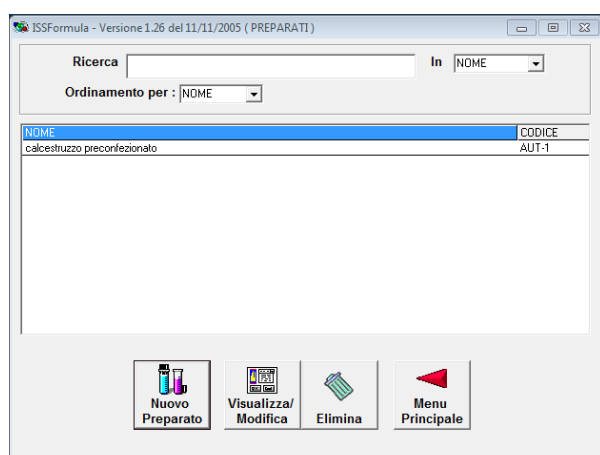 ISSFormula - Versione 1.26 del 11/11/2005 ( PREPARATI )
Ricerca In NOME
Ordinamento per : NOME
NOME CODICE
calcestruzzo preconfezionato AUT-1
Nuovo Preparato
Visualizza/ Modifica
Elimina
Menu Principale